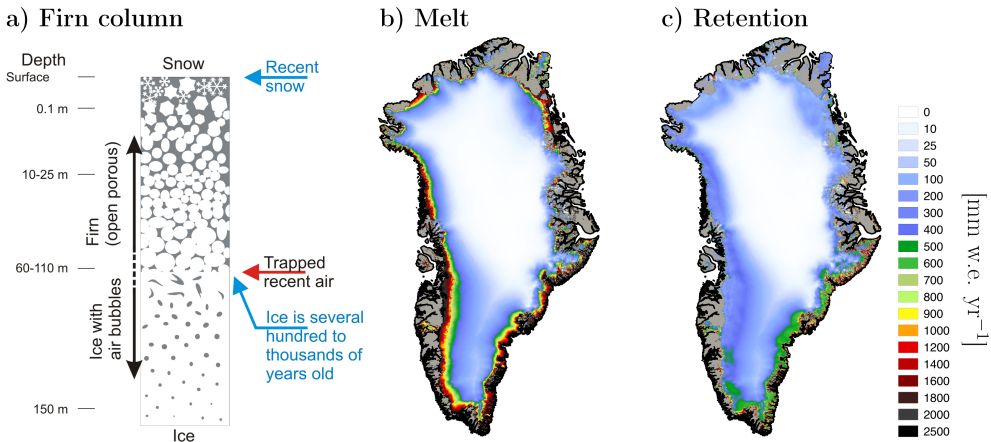 a) Firn column
b) Melt
c) Retention
Depth
Surface
Snow
0.1 m
10-25 m
60-110 m
150 m
Firn
(open porous)
Ice with
air bubbles
Ice
Recent
snow
Trapped
recent air
Ice is several
hundred to
thousands of
years old
0
10
25
50
100
200
300
400
500
600
700
800
900
1000
1200
1400
1600
1800
2000
2500
[mm w.e. yr⁻¹]